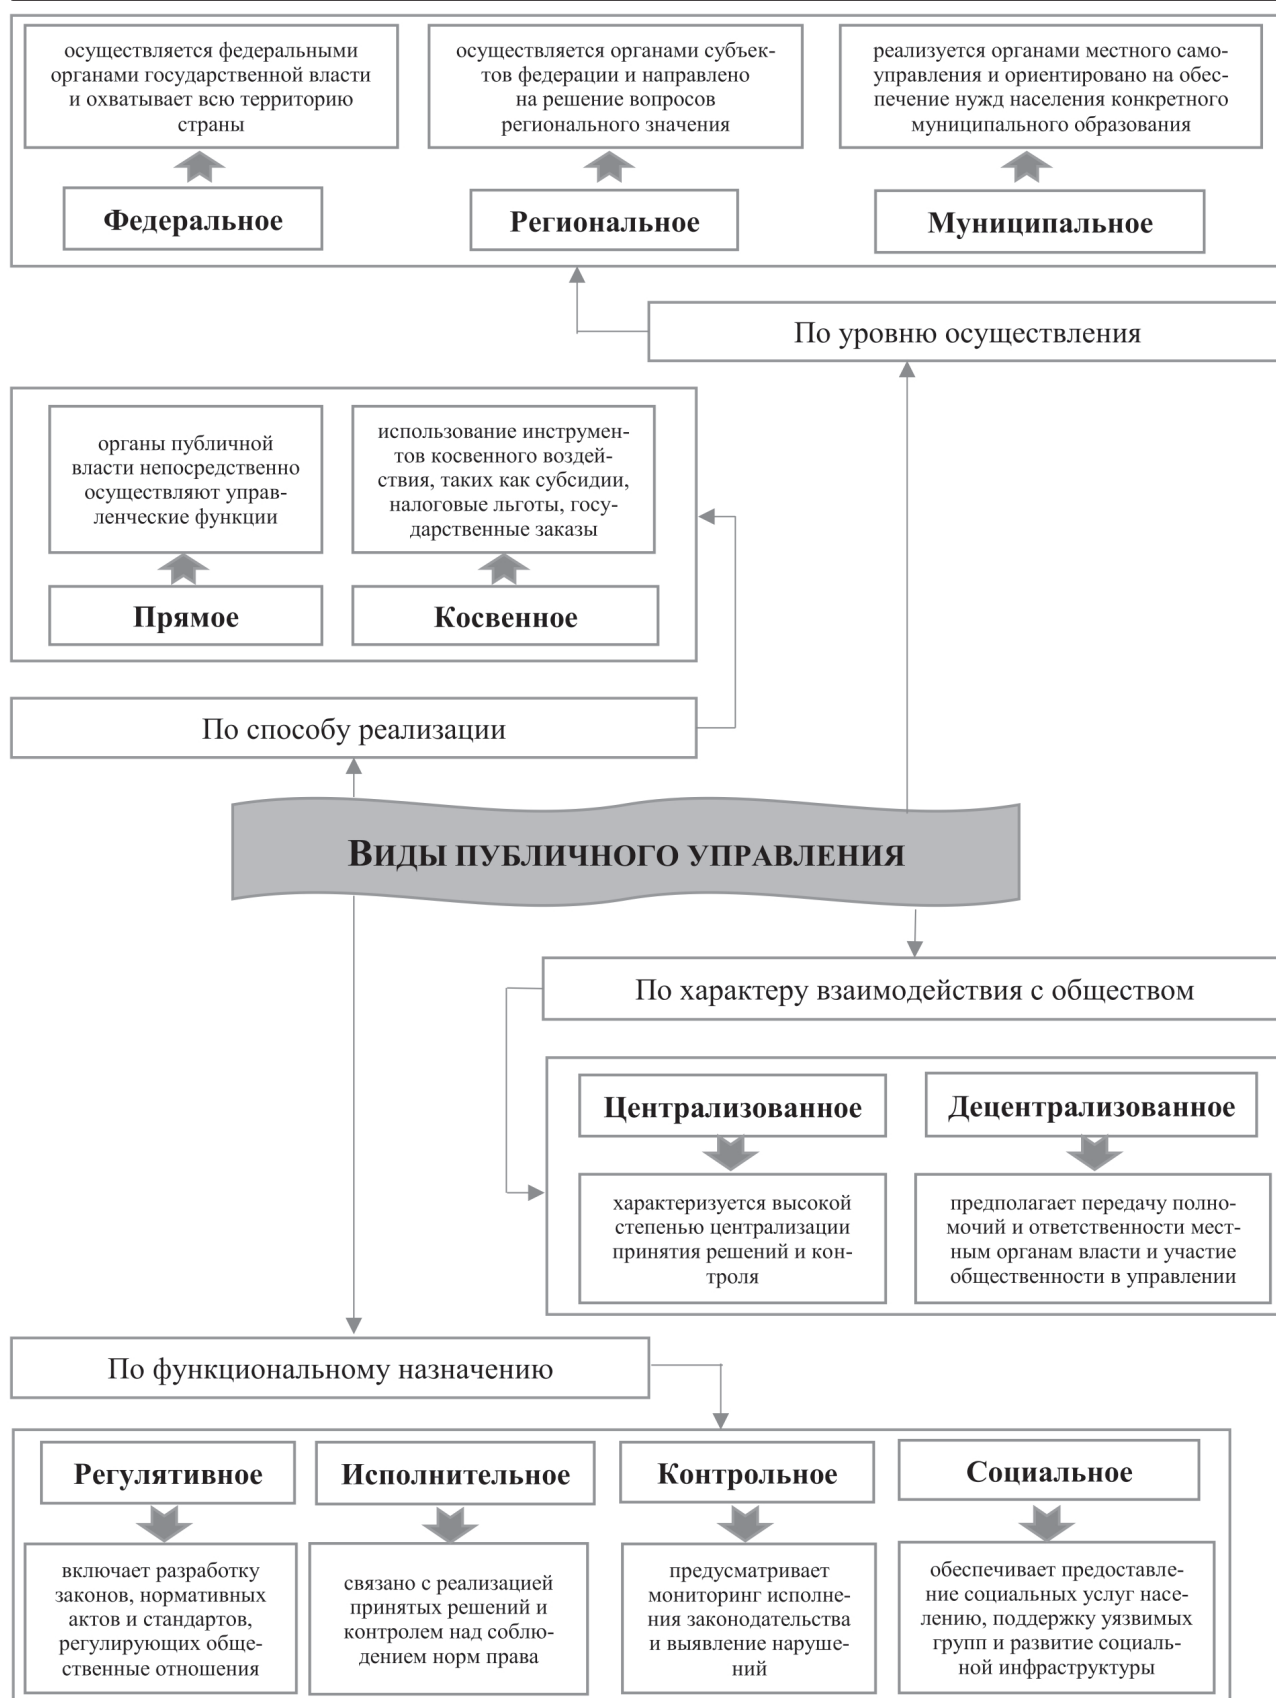 осуществляется федеральными
органами государственной власти
и охватывает всю территорию
страны
осуществляется органами субъек-
тов федерации и направлено
на решение вопросов
регионального значения
реализуется органами местного само-
управления и ориентировано на обес-
печение нужд населения конкретного
муниципального образования
Федеральное
Региональное
Муниципальное
По уровню осуществления
органы публичной
власти непосредственно
осуществляют управ-
ленческие функции
использование инструмен-
тов косвенного воздей-
ствия, таких как субсидии,
налоговые льготы, госу-
дарственные заказы
Прямое
Косвенное
По способу реализации
ВИДЫ ПУБЛИЧНОГО УПРАВЛЕНИЯ
По характеру взаимодействия с обществом
Централизованное
Децентрализованное
характеризуется высокой
степенью централизации
принятия решений и кон-
троля
предполагает передачу полно-
мочий и ответственности мест-
ным органам власти и участие
общественности в управлении
По функциональному назначению
Регулятивное
Исполнительное
Контрольное
Социальное
включает разработку
законов, нормативных
актов и стандартов,
регулирующих обще-
ственные отношения
связано с реализацией
принятых решений и
контролем над соблю-
дением норм права
предусматривает
мониторинг исполне-
ния законодательства
и выявление наруше-
ний
обеспечивает предоставле-
ние социальных услуг насе-
лению, поддержку уязвимых
групп и развитие социаль-
ной инфраструктуры